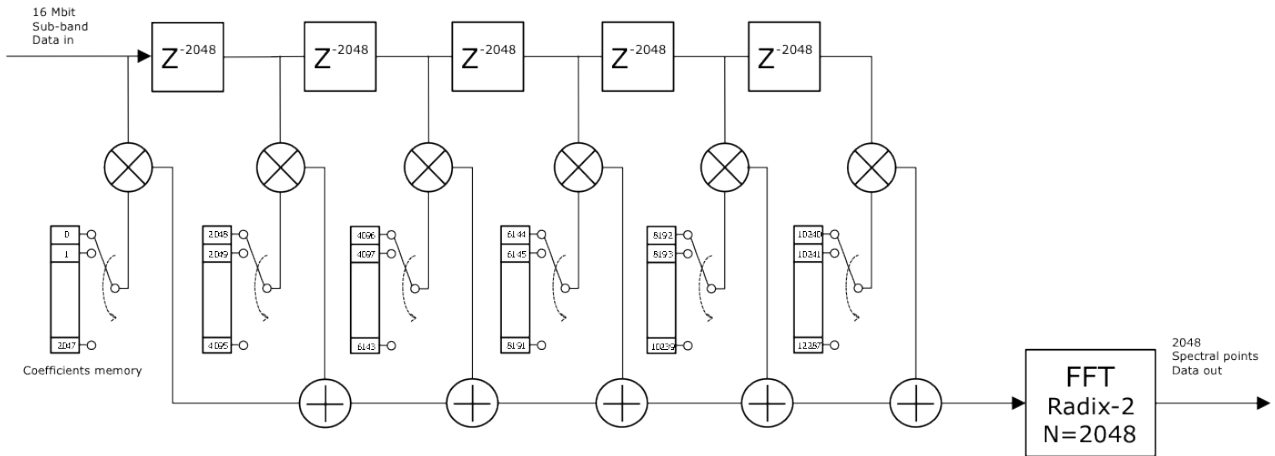 16 Mbit
Sub-band
Data in
Z-2048
Z-2048
Z-2048
Z-2048
Z-2048
0
1
2047
2048
2049
4095
4096
4097
6143
6144
6145
8191
8192
8193
10239
10240
10241
12287
Coefficients memory
FFT
Radix-2
N=2048
2048
Spectral points
Data out